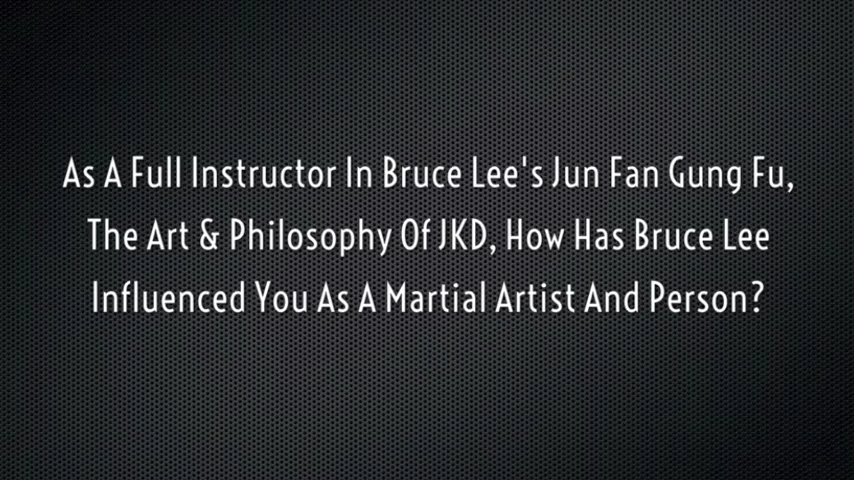 As A Full Instructor In Bruce Lee's Jun Fan Gung Fu,
The Art & Philosophy Of JKD, How Has Bruce Lee
Influenced You As A Martial Artist And Person?